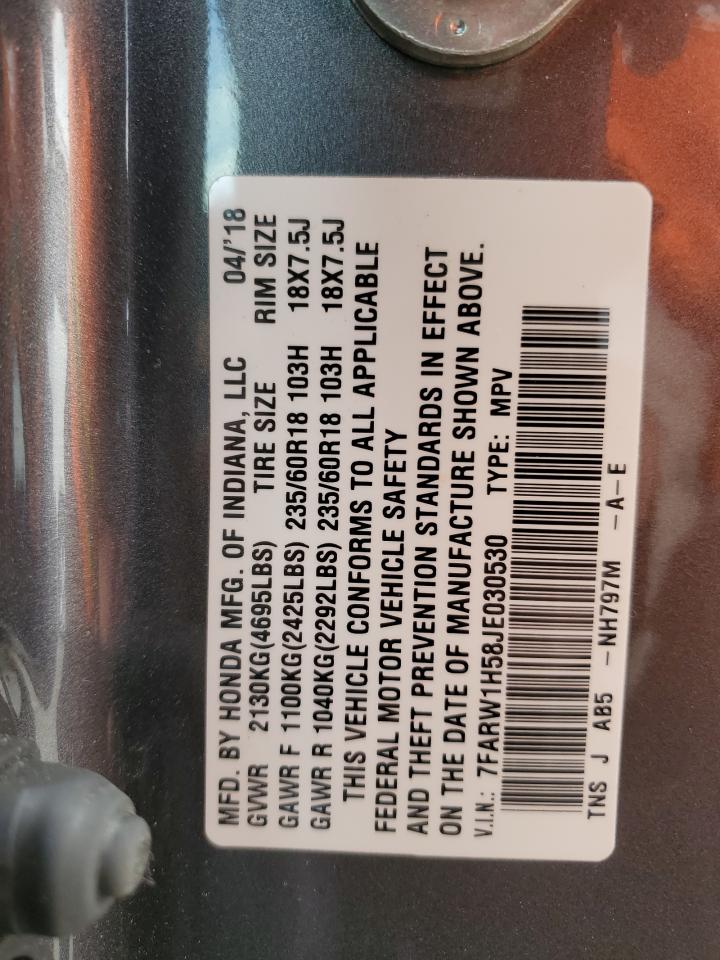 MFD. BY HONDA MFG. OF INDIANA, LLC 04/'18
GVWR 2130KG(4695LBS) TIRE SIZE RIM SIZE
GAWR F 1100KG(2425LBS) 235/60R18 103H 18X7.5J
GAWR R 1040KG(2292LBS) 235/60R18 103H 18X7.5J
THIS VEHICLE CONFORMS TO ALL APPLICABLE
FEDERAL MOTOR VEHICLE SAFETY
AND THEFT PREVENTION STANDARDS IN EFFECT
ON THE DATE OF MANUFACTURE SHOWN ABOVE.
V.I.N.: 7FARW1H58JE030530 TYPE: MPV
TNS J AB5 -NH797M -A-E